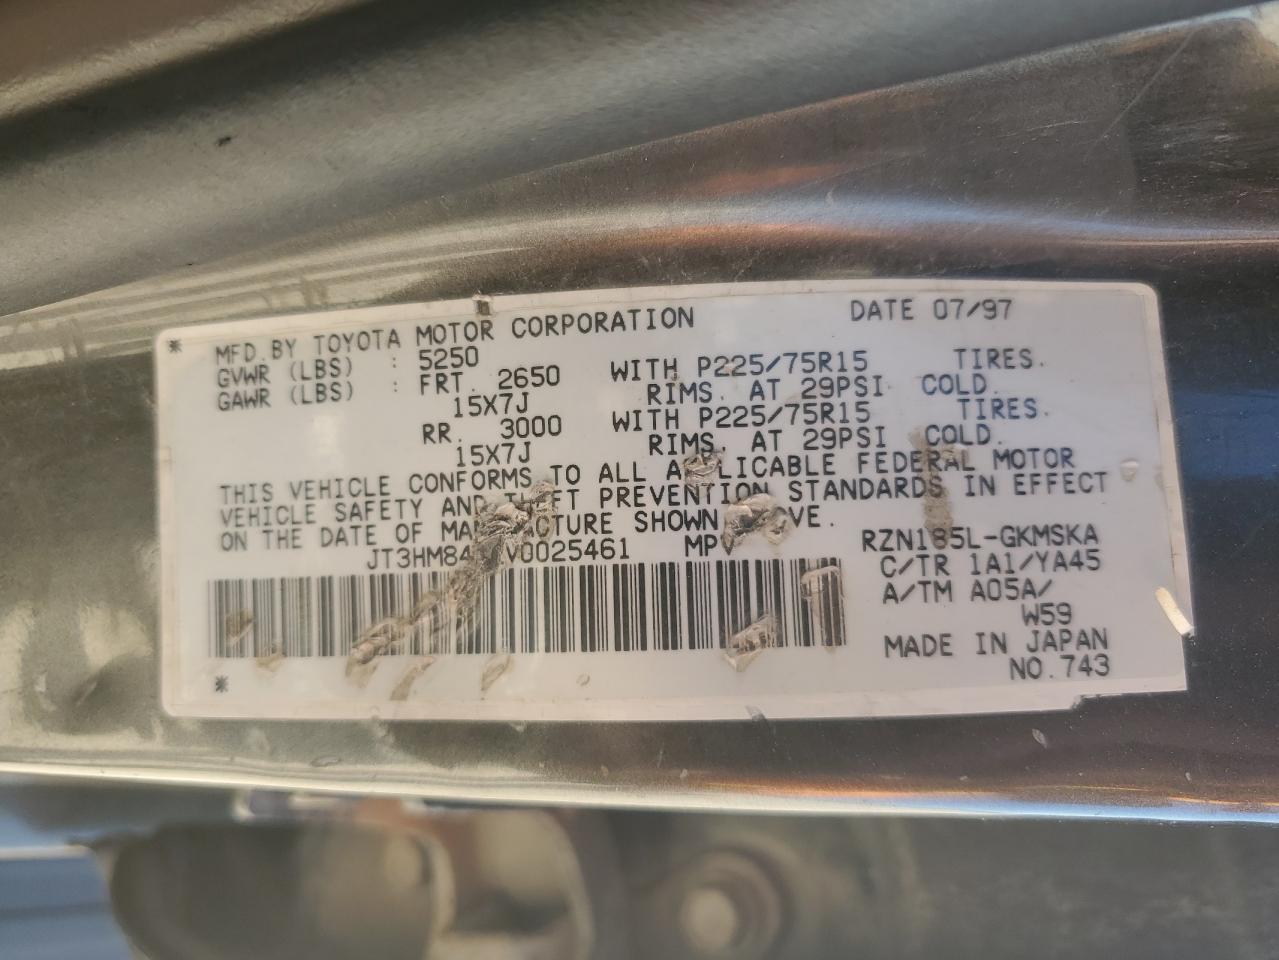 * MFD.BY TOYOTA MOTOR CORPORATION DATE 07/97
GVWR (LBS) : 5250
GAWR (LBS) : FRT. 2650 WITH P225/75R15 TIRES.
15X7J RIMS. AT 29PSI COLD.
RR. 3000 WITH P225/75R15 TIRES.
15X7J RIMS. AT 29PSI COLD.
THIS VEHICLE CONFORMS TO ALL FEDERAL MOTOR
VEHICLE SAFETY AND THEFT PREVENTION STANDARDS IN EFFECT
ON THE DATE OF SHOWN
RZN185L-GKMSKA
C/TR 1A1/YA45
A/TM A05A/
W59
MADE IN JAPAN
* NO.743